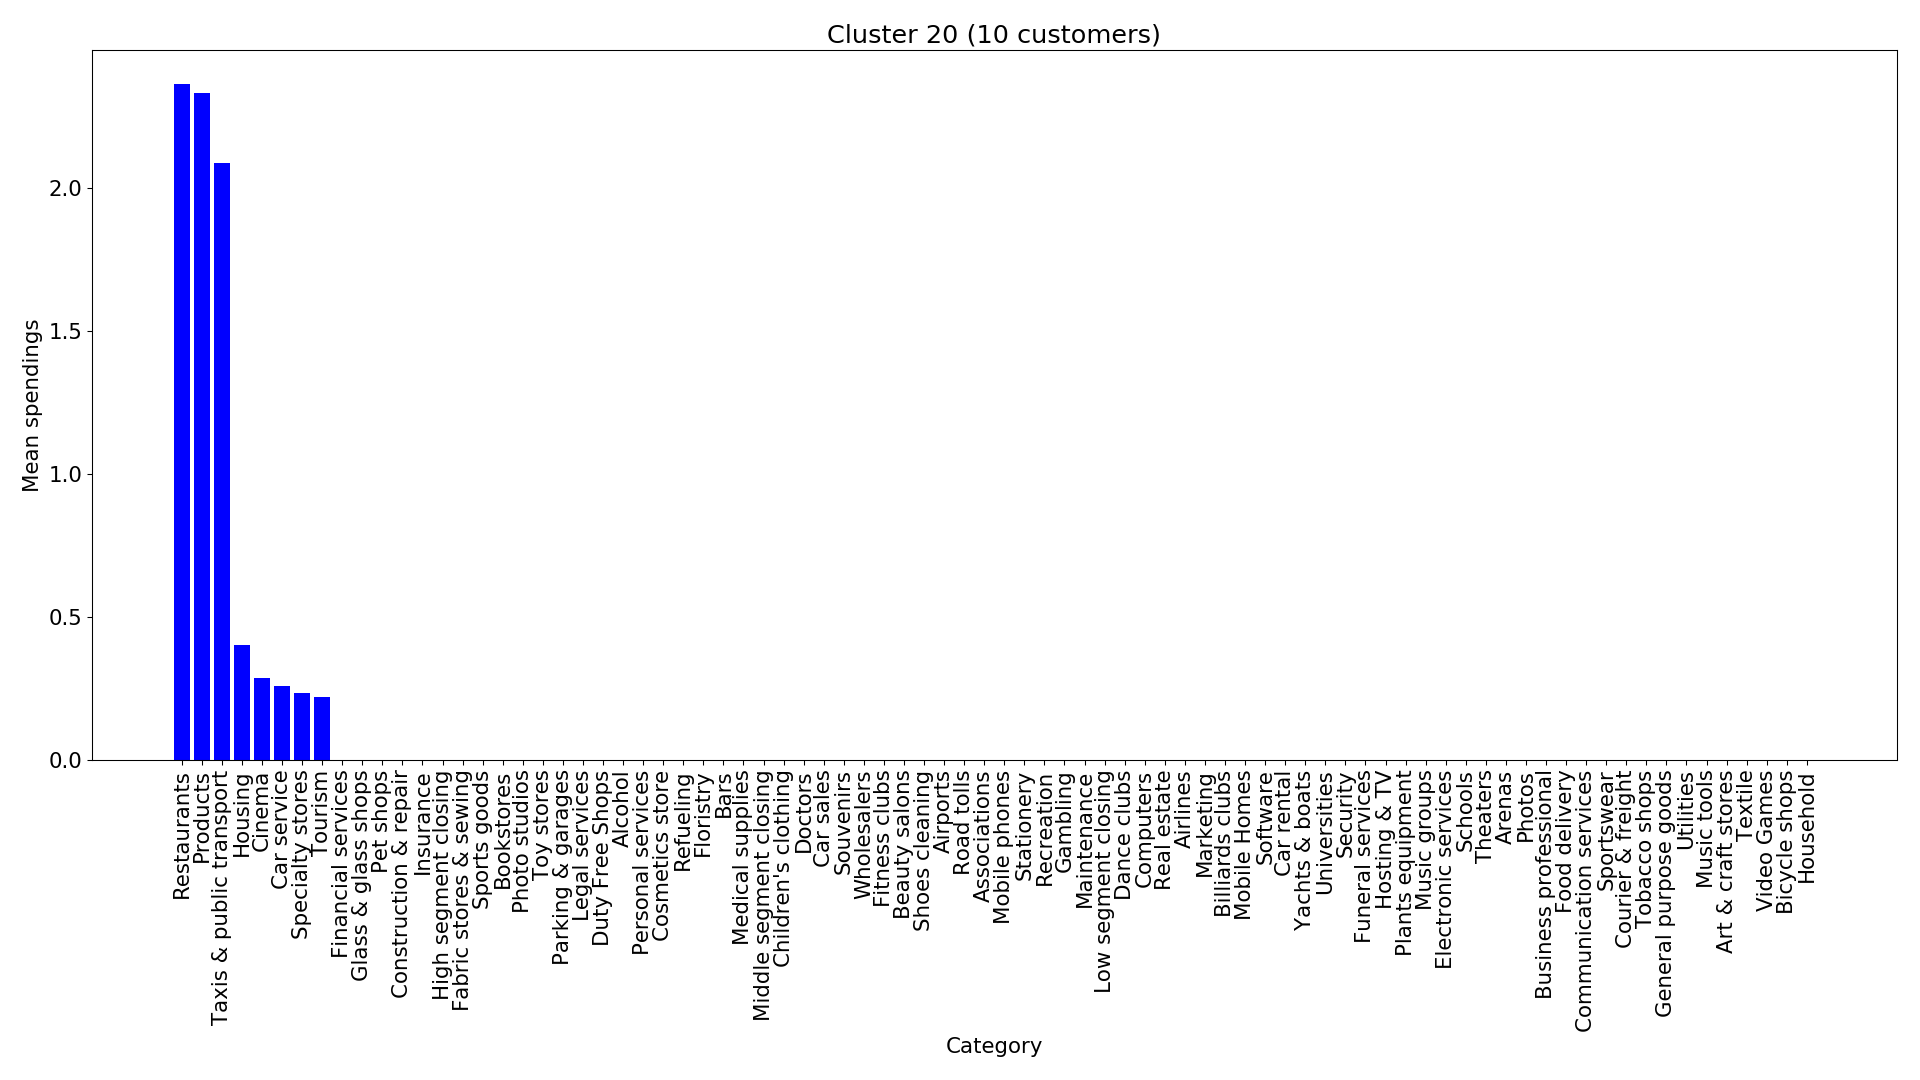 Cluster 20 (10 customers)
Mean spendings
2.0
1.5
1.0
0.5
0.0
Restaurants
Products
Taxis & public transport
Housing
Cinema
Car service
Specialty stores
Tourism
Financial services
Glass & glass shops
Pet shops
Construction & repair
Insurance
High segment closing
Fabric stores & sewing
Sports goods
Bookstores
Photo studios
Toy stores
Parking & garages
Legal services
Duty Free Shops
Alcohol
Personal services
Cosmetics store
Refuelling
Floristry
Bars
Medical supplies
Middle segment closing
Children's clothing
Doctors
Car sales
Souvenirs
Wholesalers
Fitness clubs
Beauty salons
Shoes cleaning
Airports
Road tolls
Associations
Mobile phones
Stationery
Recreation
Gambling
Maintenance
Low segment closing
Dance clubs
Computers
Real estate
Airlines
Marketing
Billiards clubs
Mobile Homes
Software
Car rental
Yachts & boats
Universities
Security
Funeral services
Hosting & TV
Plants equipment
Music groups
Electronic services
Schools
Theaters
Arenas
Photos
Business professional
Food delivery
Communication services
Sportswear
Courier & freight
Tobacco shops
General purpose goods
Utilities
Music tools
Art & craft stores
Textile
Video Games
Bicycle shops
Household
Category